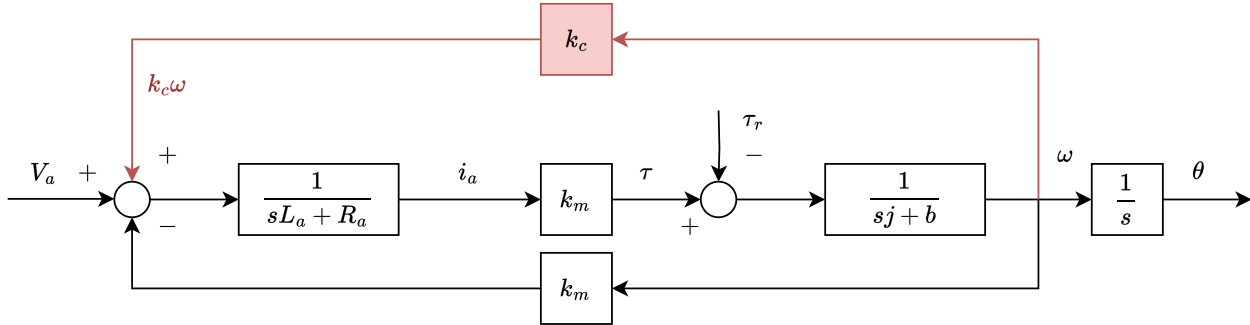 k_c
k_cω
V_a
+
+
−
1/(sL_a + R_a)
i_a
k_m
τ
+
τ_r
−
1/(sj + b)
ω
1/s
θ
k_m